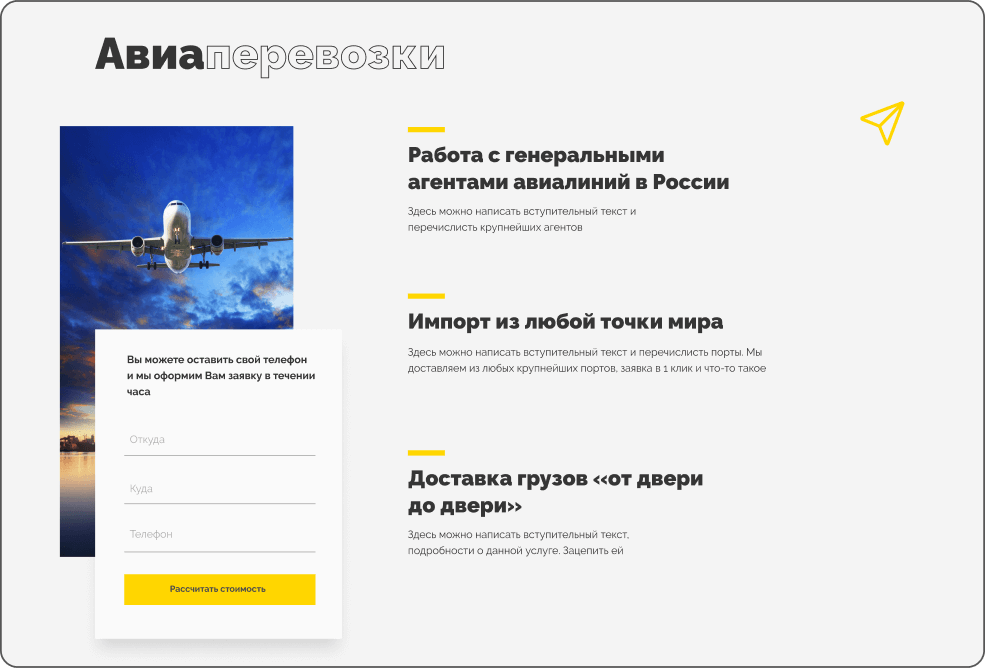 Авиаперевозки
Работа с генеральными
агентами авиалиний в России
Здесь можно написать вступительный текст и
перечислисть крупнейших агентов
Импорт из любой точки мира
Здесь можно написать вступительный текст и перечислисть порты. Мы
доставляем из любых крупнейших портов, заявка в 1 клик и что-то такое
Доставка грузов «от двери
до двери»
Здесь можно написать вступительный текст,
подробности о данной услуге. Зацепить ей
Вы можете оставить свой телефон
и мы оформим Вам заявку в течении
часа
Откуда
Куда
Телефон
Рассчитать стоимость